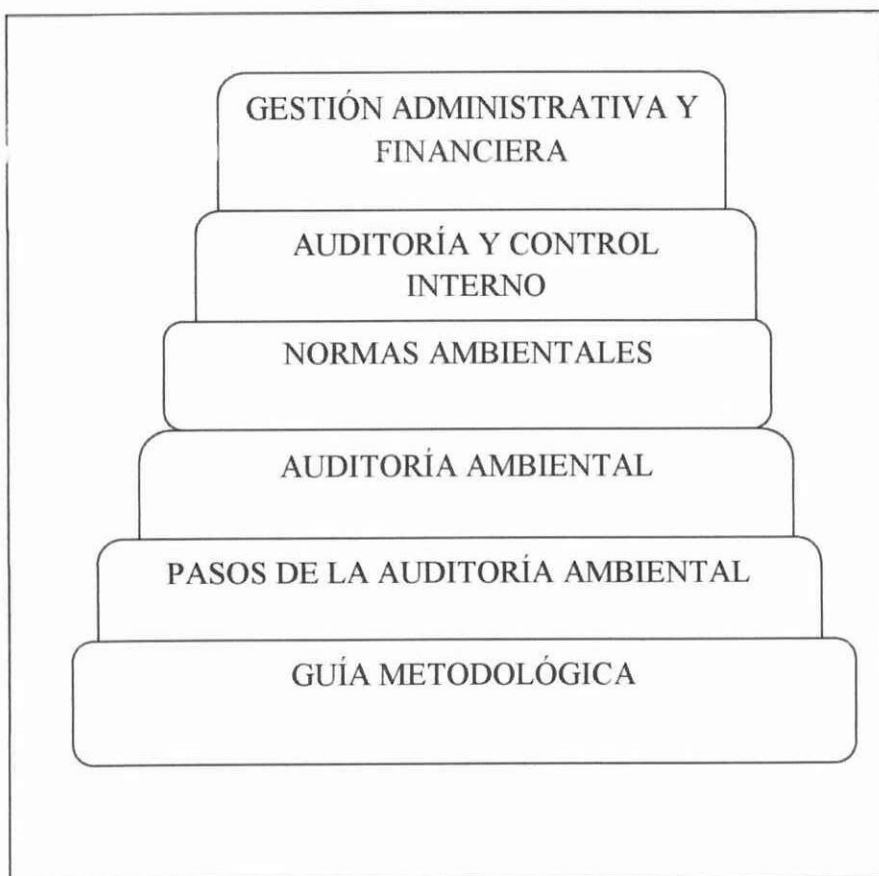 GESTIÓN ADMINISTRATIVA Y
FINANCIERA
AUDITORÍA Y CONTROL
INTERNO
NORMAS AMBIENTALES
AUDITORÍA AMBIENTAL
PASOS DE LA AUDITORÍA AMBIENTAL
GUÍA METODOLÓGICA